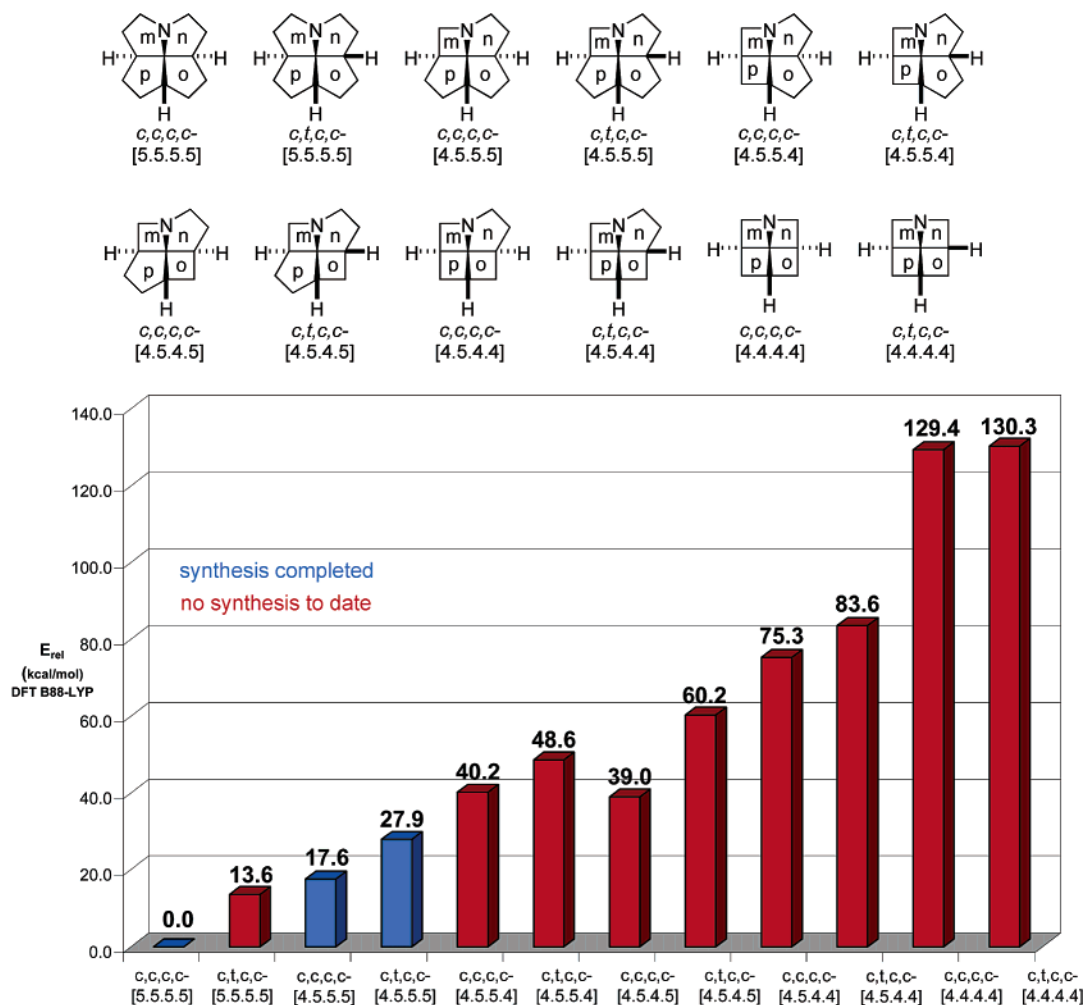 N N N N N N
m n m n m n m n m n m n
H H H H H H H H H H H H
p o p o p o p o p o p o
H H H H H H
c,c,c,c- c,t,c,c- c,c,c,c- c,t,c,c- c,c,c,c- c,t,c,c-
[5.5.5.5] [5.5.5.5] [4.5.5.5] [4.5.5.5] [4.5.5.4] [4.5.5.4]
N N N N N N
m n m n m n m n m n m n
H H H H H H H H H H H H
p o p o p o p o p o p o
H H H H H H
c,c,c,c- c,t,c,c- c,c,c,c- c,t,c,c- c,c,c,c- c,t,c,c-
[4.5.4.5] [4.5.4.5] [4.5.4.4] [4.5.4.4] [4.4.4.4] [4.4.4.4]
140.0
129.4 130.3
120.0
100.0
synthesis completed
no synthesis to date
83.6
80.0
75.3
Erel
(kcal/mol)
DFT B88-LYP
60.2
60.0
48.6
40.2
39.0
40.0
27.9
20.0
17.6
13.6
0.0
0.0
c,c,c,c- c,t,c,c- c,c,c,c- c,t,c,c- c,c,c,c- c,t,c,c- c,c,c,c- c,t,c,c- c,c,c,c- c,t,c,c- c,c,c,c- c,t,c,c-
[5.5.5.5] [5.5.5.5] [4.5.5.5] [4.5.5.5] [4.5.5.4] [4.5.5.4] [4.5.4.5] [4.5.4.5] [4.5.4.4] [4.5.4.4] [4.4.4.4] [4.4.4.4]